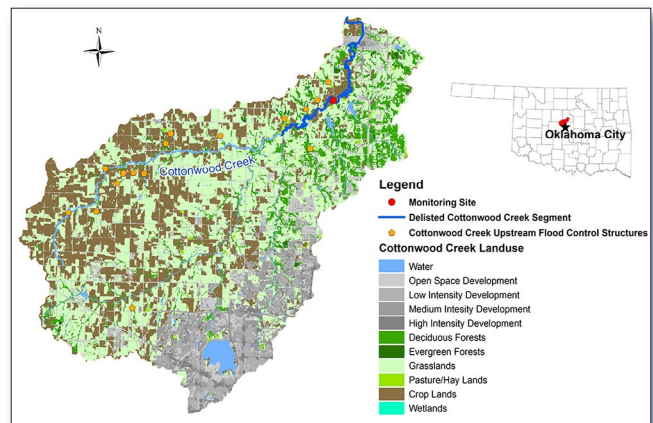 N
Cottonwood Creek
Oklahoma City
Legend
Monitoring Site
Delisted Cottonwood Creek Segment
Cottonwood Creek Upstream Flood Control Structures
Cottonwood Creek Landuse
Water
Open Space Development
Low Intensity Development
Medium Intesity Development
High Intensity Development
Deciduous Forests
Evergreen Forests
Grasslands
Pasture/Hay Lands
Crop Lands
Wetlands